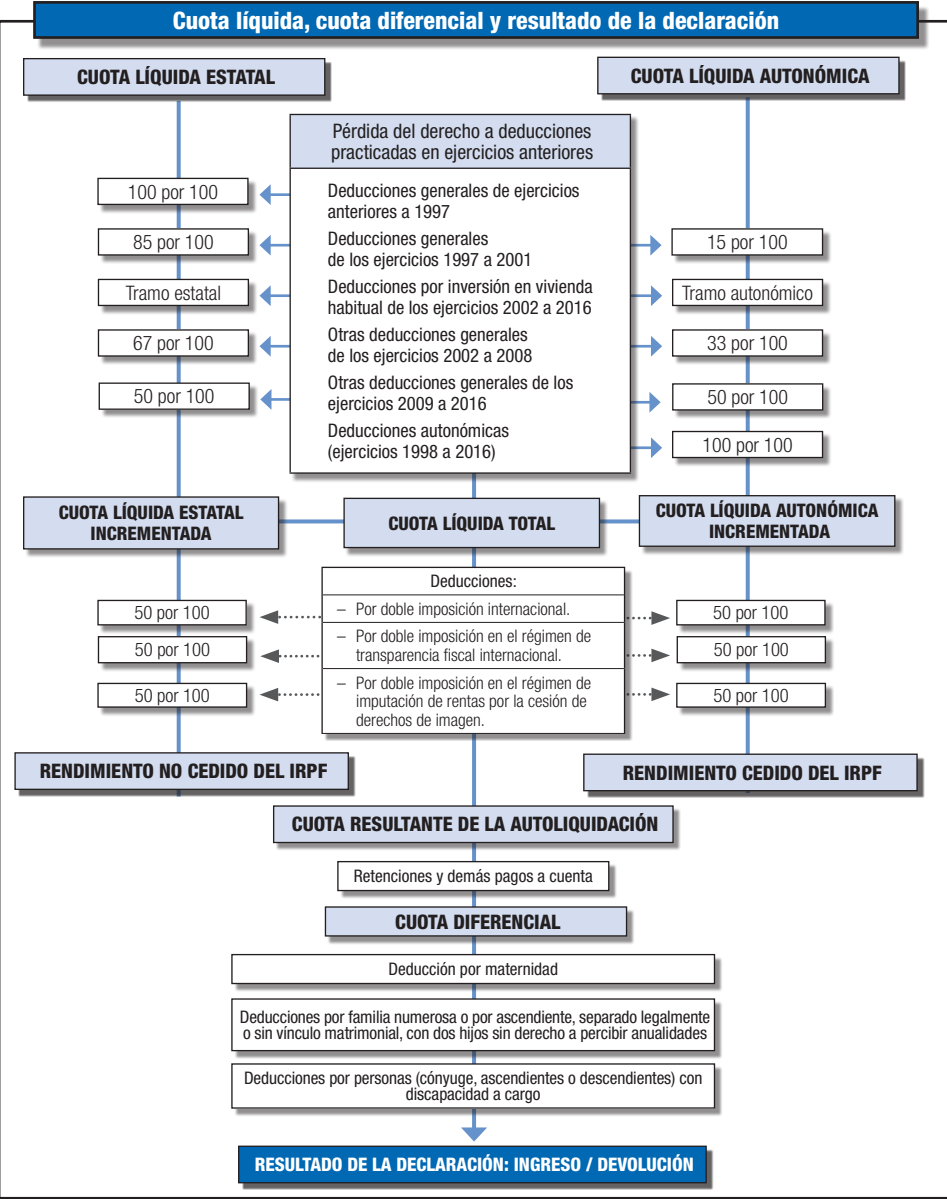 Cuota líquida, cuota diferencial y resultado de la declaración
CUOTA LÍQUIDA ESTATAL
CUOTA LÍQUIDA AUTONÓMICA
Pérdida del derecho a deducciones
practicadas en ejercicios anteriores
100 por 100
Deducciones generales de ejercicios
anteriores a 1997
85 por 100
Deducciones generales
de los ejercicios 1997 a 2001
15 por 100
Tramo estatal
Deducciones por inversión en vivienda
habitual de los ejercicios 2002 a 2016
Tramo autonómico
67 por 100
Otras deducciones generales
de los ejercicios 2002 a 2008
33 por 100
50 por 100
Otras deducciones generales de los
ejercicios 2009 a 2016
50 por 100
Deducciones autonómicas
(ejercicios 1998 a 2016)
100 por 100
CUOTA LÍQUIDA ESTATAL
INCREMENTADA
CUOTA LÍQUIDA TOTAL
CUOTA LÍQUIDA AUTONÓMICA
INCREMENTADA
Deducciones:
50 por 100
– Por doble imposición internacional.
50 por 100
50 por 100
– Por doble imposición en el régimen de
transparencia fiscal internacional.
50 por 100
50 por 100
– Por doble imposición en el régimen de
imputación de rentas por la cesión de
derechos de imagen.
50 por 100
RENDIMIENTO NO CEDIDO DEL IRPF
RENDIMIENTO CEDIDO DEL IRPF
CUOTA RESULTANTE DE LA AUTOLIQUIDACIÓN
Retenciones y demás pagos a cuenta
CUOTA DIFERENCIAL
Deducción por maternidad
Deducciones por familia numerosa o por ascendiente, separado legalmente
o sin vínculo matrimonial, con dos hijos sin derecho a percibir anualidades
Deducciones por personas (cónyuge, ascendientes o descendientes) con
discapacidad a cargo
RESULTADO DE LA DECLARACIÓN: INGRESO / DEVOLUCIÓN